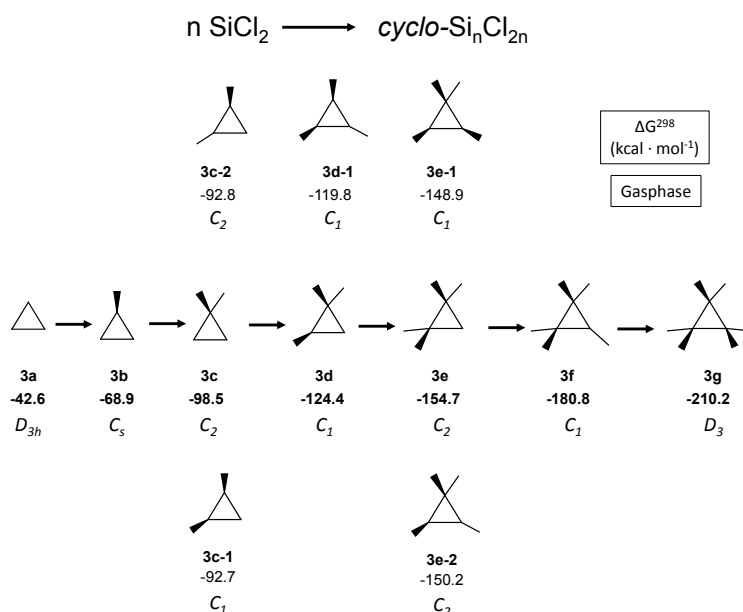 n SiCl₂ → cyclo-SiₙCl₂ₙ
3c-2 3d-1 3e-1
-92.8 -119.8 -148.9
C₂ C₁ C₁
ΔG²⁹⁸
(kcal · mol⁻¹)
Gasphase
3a 3b 3c 3d 3e 3f 3g
-42.6 -68.9 -98.5 -124.4 -154.7 -180.8 -210.2
D₃ₕ Cₛ C₂ C₁ C₂ C₁ D₃
3c-1 3e-2
-92.7 -150.2
C₁ C₂